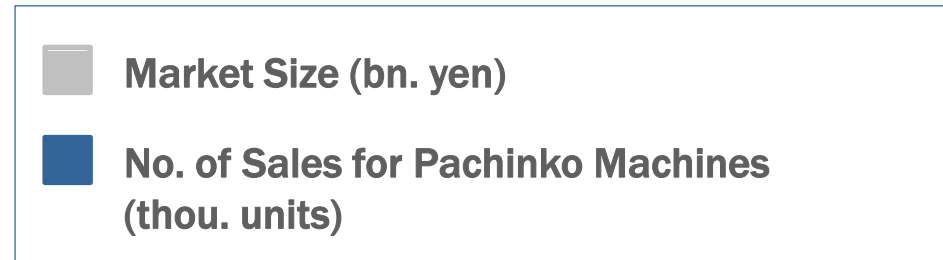 Market Size (bn. yen)
No. of Sales for Pachinko Machines
(thou. units)